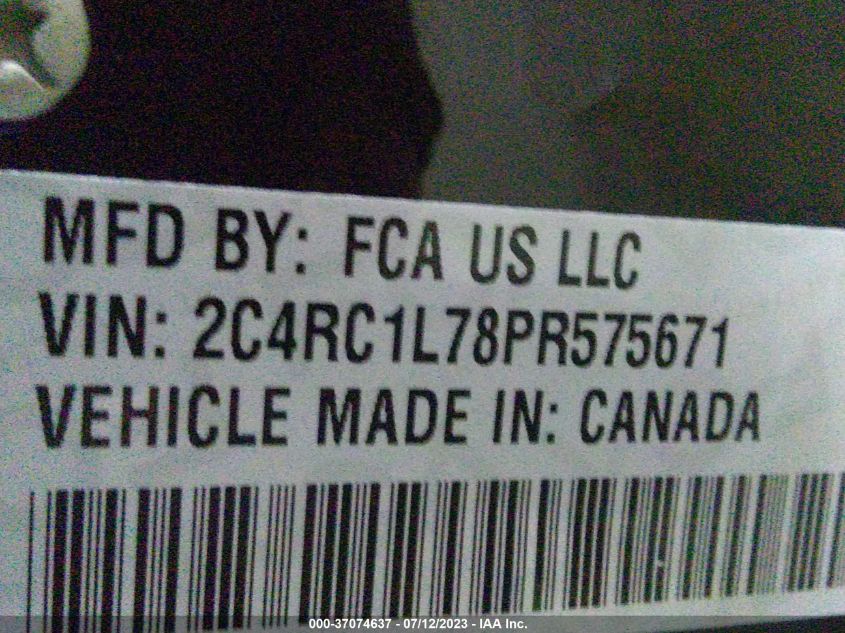 MFD BY: FCA US LLC
VIN: 2C4RC1L78PR575671
VEHICLE MADE IN: CANADA
000-37074637 - 07/12/2023 - IAA Inc.